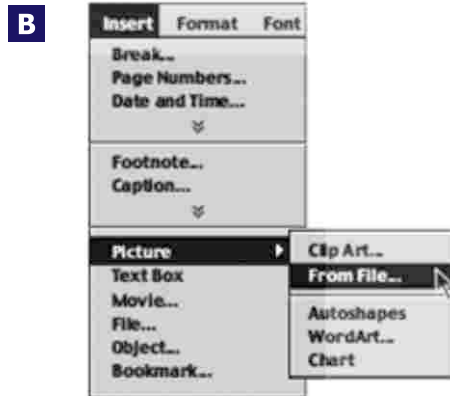 B
Insert Format Font
Break...
Page Numbers...
Date and Time...
Footnote...
Caption...
Picture
Text Box
Movie...
File...
Object...
Bookmark...
Clip Art...
From File...
Autoshapes
WordArt...
Chart